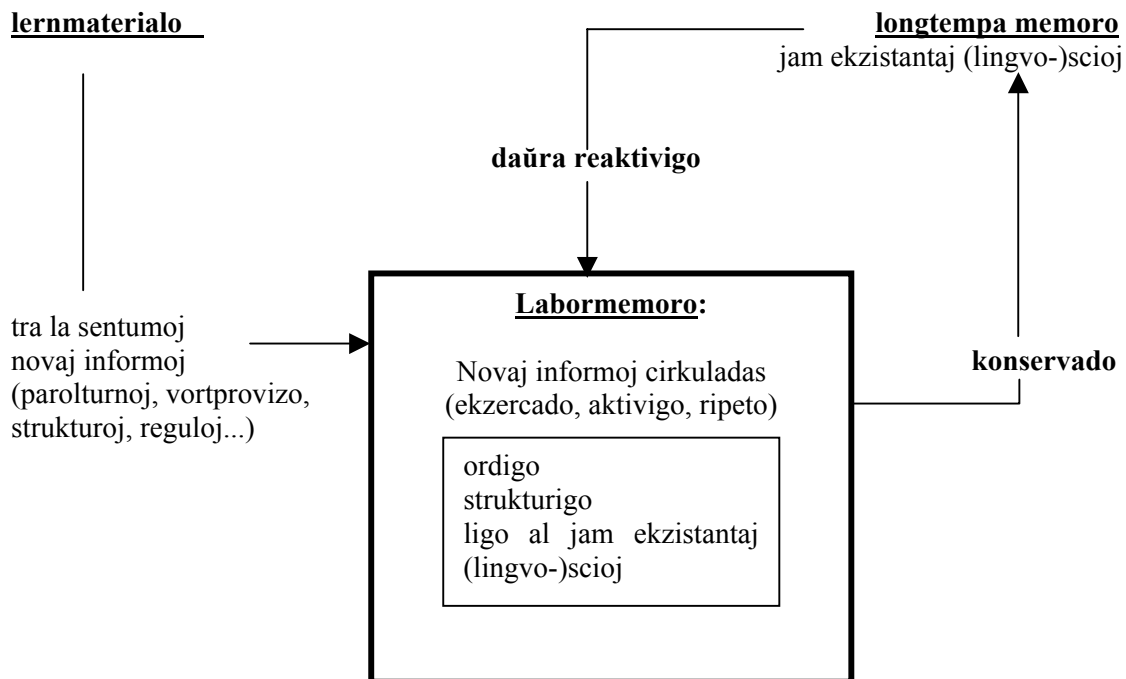 lernmaterialo
longtempa memoro
jam ekzistantaj (lingvo-)scioj
daŭra reaktivigo
tra la sentumoj
novaj informoj
(parolturnoj, vortprovizo,
strukturoj, reguloj...)
Labormemoro:
Novaj informoj cirkuladas
(ekzercado, aktivigo, ripeto)
ordigo
strukturigo
ligo al jam ekzistantaj
(lingvo-)scioj
konservado